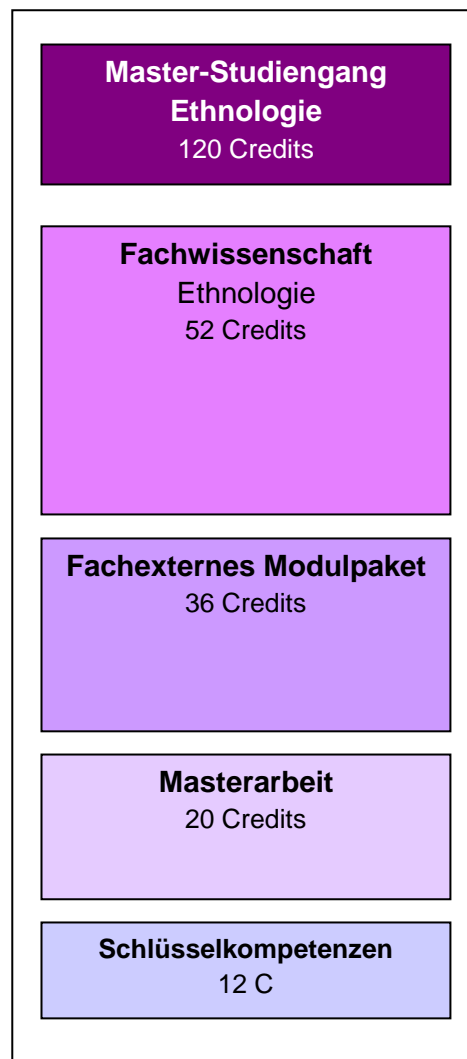 Master-Studiengang
Ethnologie
120 Credits
Fachwissenschaft
Ethnologie
52 Credits
Fachexternes Modulpaket
36 Credits
Masterarbeit
20 Credits
Schlüsselkompetenzen
12 C